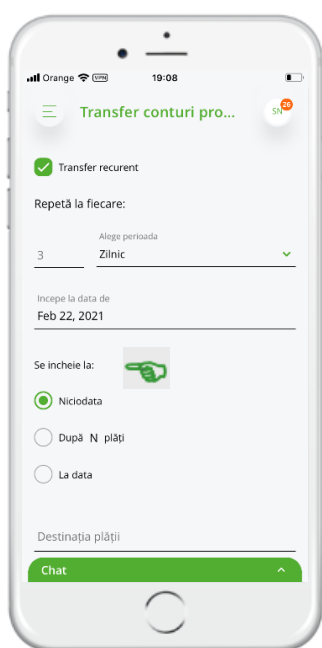 Orange VPN 19:08
Transfer conturi pro... SN 26
Transfer recurent
Repetă la fiecare:
Alege perioada
3 Zilnic
Incepe la data de
Feb 22, 2021
Se incheie la:
Niciodata
După N plăți
La data
Destinația plății
Chat